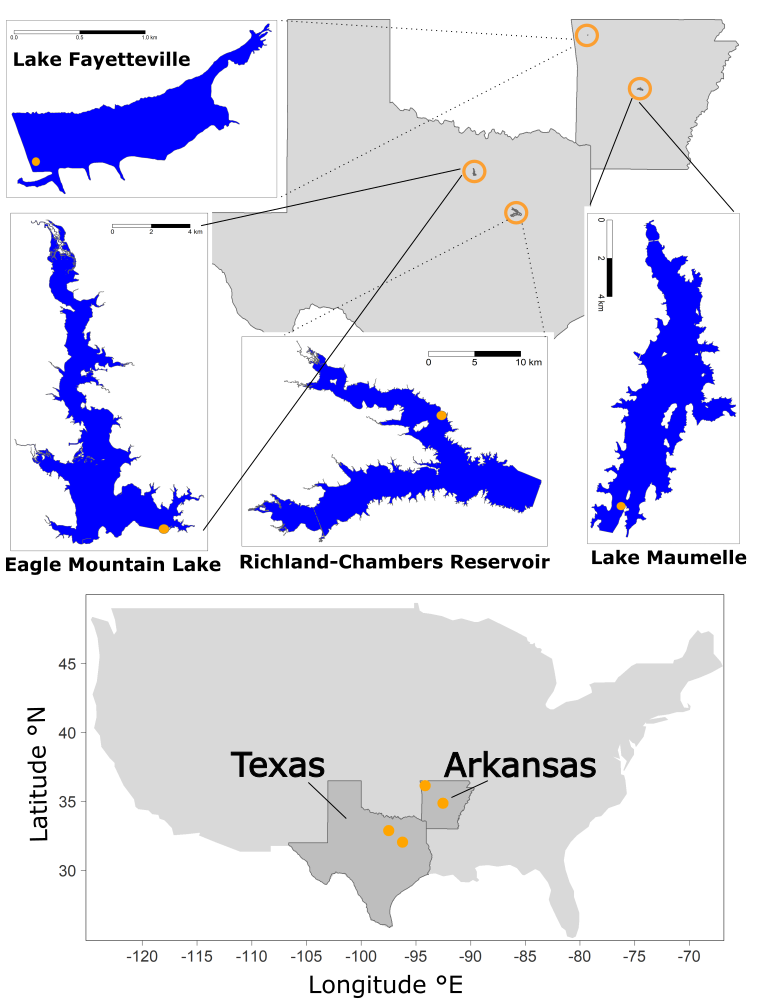 0.0 0.5 1.0 km
Lake Fayetteville
0 2 4 km
0 2 4 km
0 5 10 km
Eagle Mountain Lake
Richland-Chambers Reservoir
Lake Maumelle
45
40
35
30
Latitude °N
Texas
Arkansas
-120 -115 -110 -105 -100 -95 -90 -85 -80 -75 -70
Longitude °E